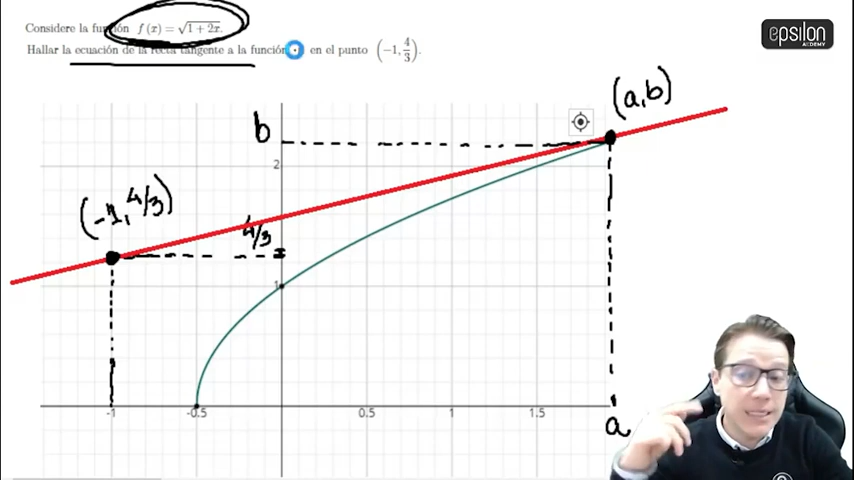 Considere la función f (x) = √1 + 2x.
Hallar la ecuación de la recta tangente a la función en el punto (−1, 4/3).
epsilon
ACADEMY
(a,b)
b
2
(-1, 4/3)
4/3
1
-1 -0.5 0 0.5 1 1.5
a